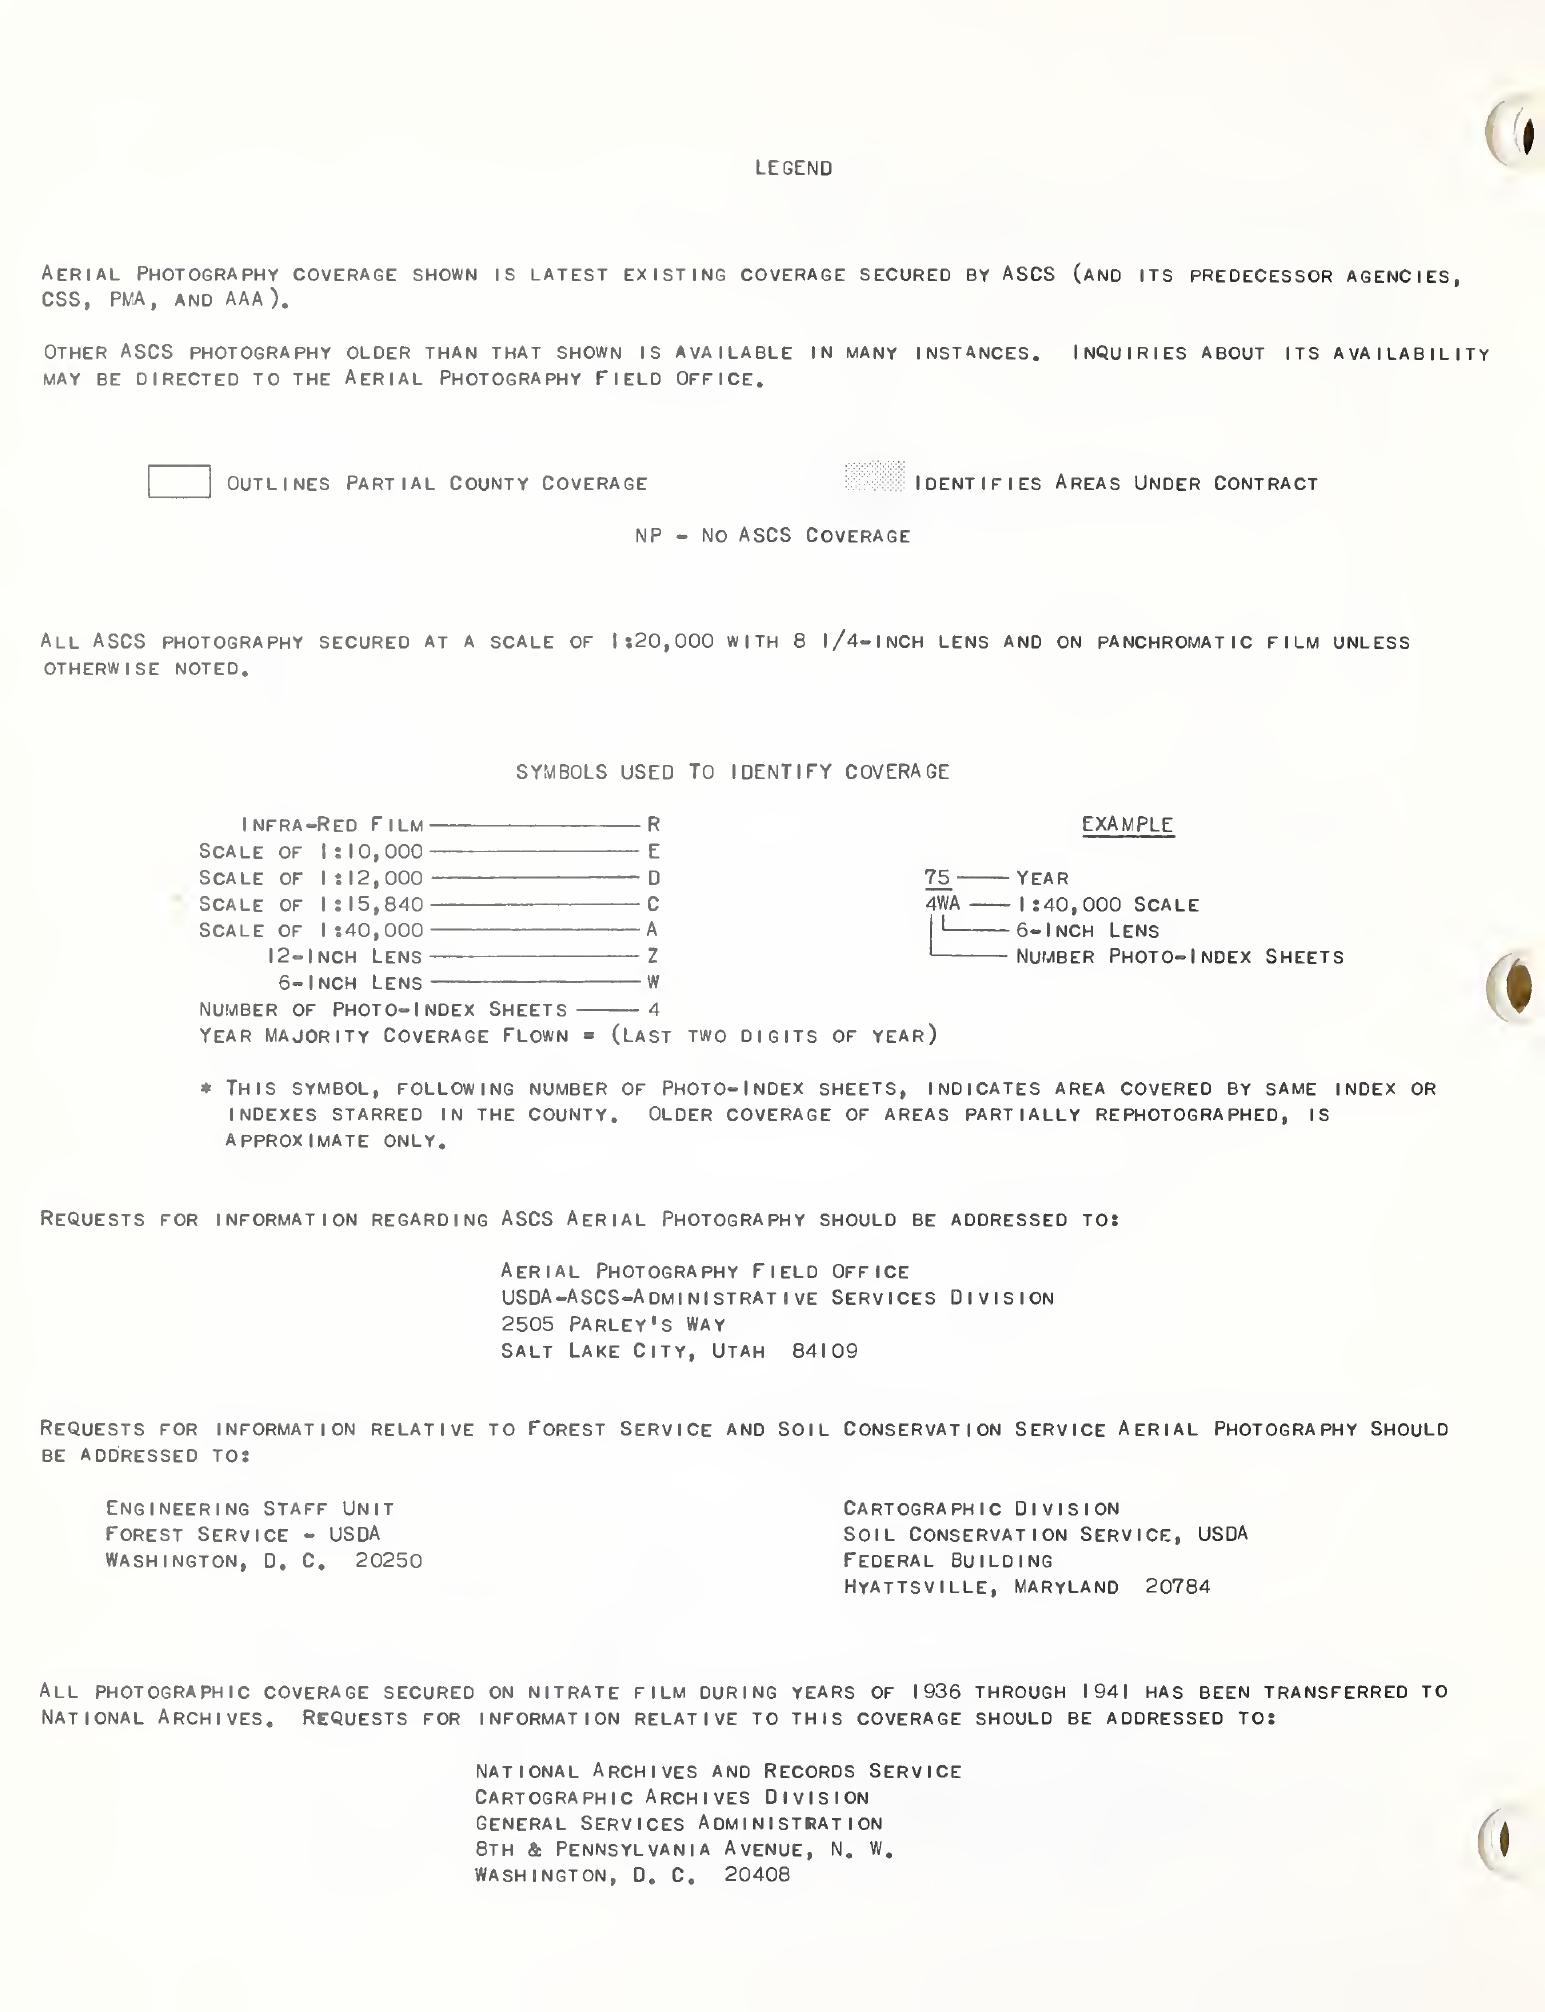 LEGEND
AERIAL PHOTOGRAPHY COVERAGE SHOWN IS LATEST EXISTING COVERAGE SECURED BY ASCS (AND ITS PREDECESSOR AGENCIES,
CSS, PMA, AND AAA).
OTHER ASCS PHOTOGRAPHY OLDER THAN THAT SHOWN IS AVAILABLE IN MANY INSTANCES. INQUIRIES ABOUT ITS AVAILABILITY
MAY BE DIRECTED TO THE AERIAL PHOTOGRAPHY FIELD OFFICE.
OUTLINES PARTIAL COUNTY COVERAGE
IDENTIFIES AREAS UNDER CONTRACT
NP - NO ASCS COVERAGE
ALL ASCS PHOTOGRAPHY SECURED AT A SCALE OF 1:20,000 WITH 8 1/4-INCH LENS AND ON PANCHROMATIC FILM UNLESS
OTHERWISE NOTED.
SYMBOLS USED TO IDENTIFY COVERAGE
INFRA-RED FILM R
SCALE OF 1:10,000 E
SCALE OF 1:12,000 D
SCALE OF 1:15,840 C
SCALE OF 1:40,000 A
12-INCH LENS Z
6-INCH LENS W
NUMBER OF PHOTO-INDEX SHEETS 4
YEAR MAJORITY COVERAGE FLOWN = (LAST TWO DIGITS OF YEAR)
EXAMPLE
75 YEAR
4WA 1:40,000 SCALE
6-INCH LENS
NUMBER PHOTO-INDEX SHEETS
* THIS SYMBOL, FOLLOWING NUMBER OF PHOTO-INDEX SHEETS, INDICATES AREA COVERED BY SAME INDEX OR
INDEXES STARRED IN THE COUNTY. OLDER COVERAGE OF AREAS PARTIALLY REPHOTOGRAPHED, IS
APPROXIMATE ONLY.
REQUESTS FOR INFORMATION REGARDING ASCS AERIAL PHOTOGRAPHY SHOULD BE ADDRESSED TO:
AERIAL PHOTOGRAPHY FIELD OFFICE
USDA-ASCS-ADMINISTRATIVE SERVICES DIVISION
2505 PARLEY'S WAY
SALT LAKE CITY, UTAH 84109
REQUESTS FOR INFORMATION RELATIVE TO FOREST SERVICE AND SOIL CONSERVATION SERVICE AERIAL PHOTOGRAPHY SHOULD
BE ADDRESSED TO:
ENGINEERING STAFF UNIT
FOREST SERVICE - USDA
WASHINGTON, D. C. 20250
CARTOGRAPHIC DIVISION
SOIL CONSERVATION SERVICE, USDA
FEDERAL BUILDING
HYATTSVILLE, MARYLAND 20784
ALL PHOTOGRAPHIC COVERAGE SECURED ON NITRATE FILM DURING YEARS OF 1936 THROUGH 1941 HAS BEEN TRANSFERRED TO
NATIONAL ARCHIVES. REQUESTS FOR INFORMATION RELATIVE TO THIS COVERAGE SHOULD BE ADDRESSED TO:
NATIONAL ARCHIVES AND RECORDS SERVICE
CARTOGRAPHIC ARCHIVES DIVISION
GENERAL SERVICES ADMINISTRATION
8TH & PENNSYLVANIA AVENUE, N. W.
WASHINGTON, D. C. 20408